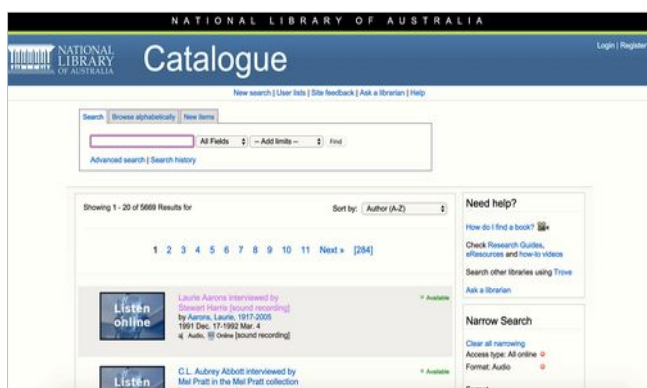 NATIONAL LIBRARY OF AUSTRALIA
NATIONAL
LIBRARY
OF AUSTRALIA
Catalogue
Login | Register
New search | User lists | Site feedback | Ask a librarian | Help
Search Browse alphabetically New items
All Fields -- Add limits -- Find
Advanced search | Search history
Showing 1 - 20 of 5669 Results for
Sort by: Author (A-Z)
1 2 3 4 5 6 7 8 9 10 11 Next » [284]
Listen
online
Laurie Aarons interviewed by
Stewart Harris [sound recording]
by Aarons, Laurie, 1917-2005
1991 Dec. 17-1992 Mar. 4
Audio, Online [sound recording]
Available
Listen
C.L. Aubrey Abbott interviewed by
Mel Pratt in the Mel Pratt collection
Available
Need help?
How do I find a book?
Check Research Guides,
eResources and how-to videos
Search other libraries using Trove
Ask a librarian
Narrow Search
Clear all narrowing
Access type: All online
Format: Audio